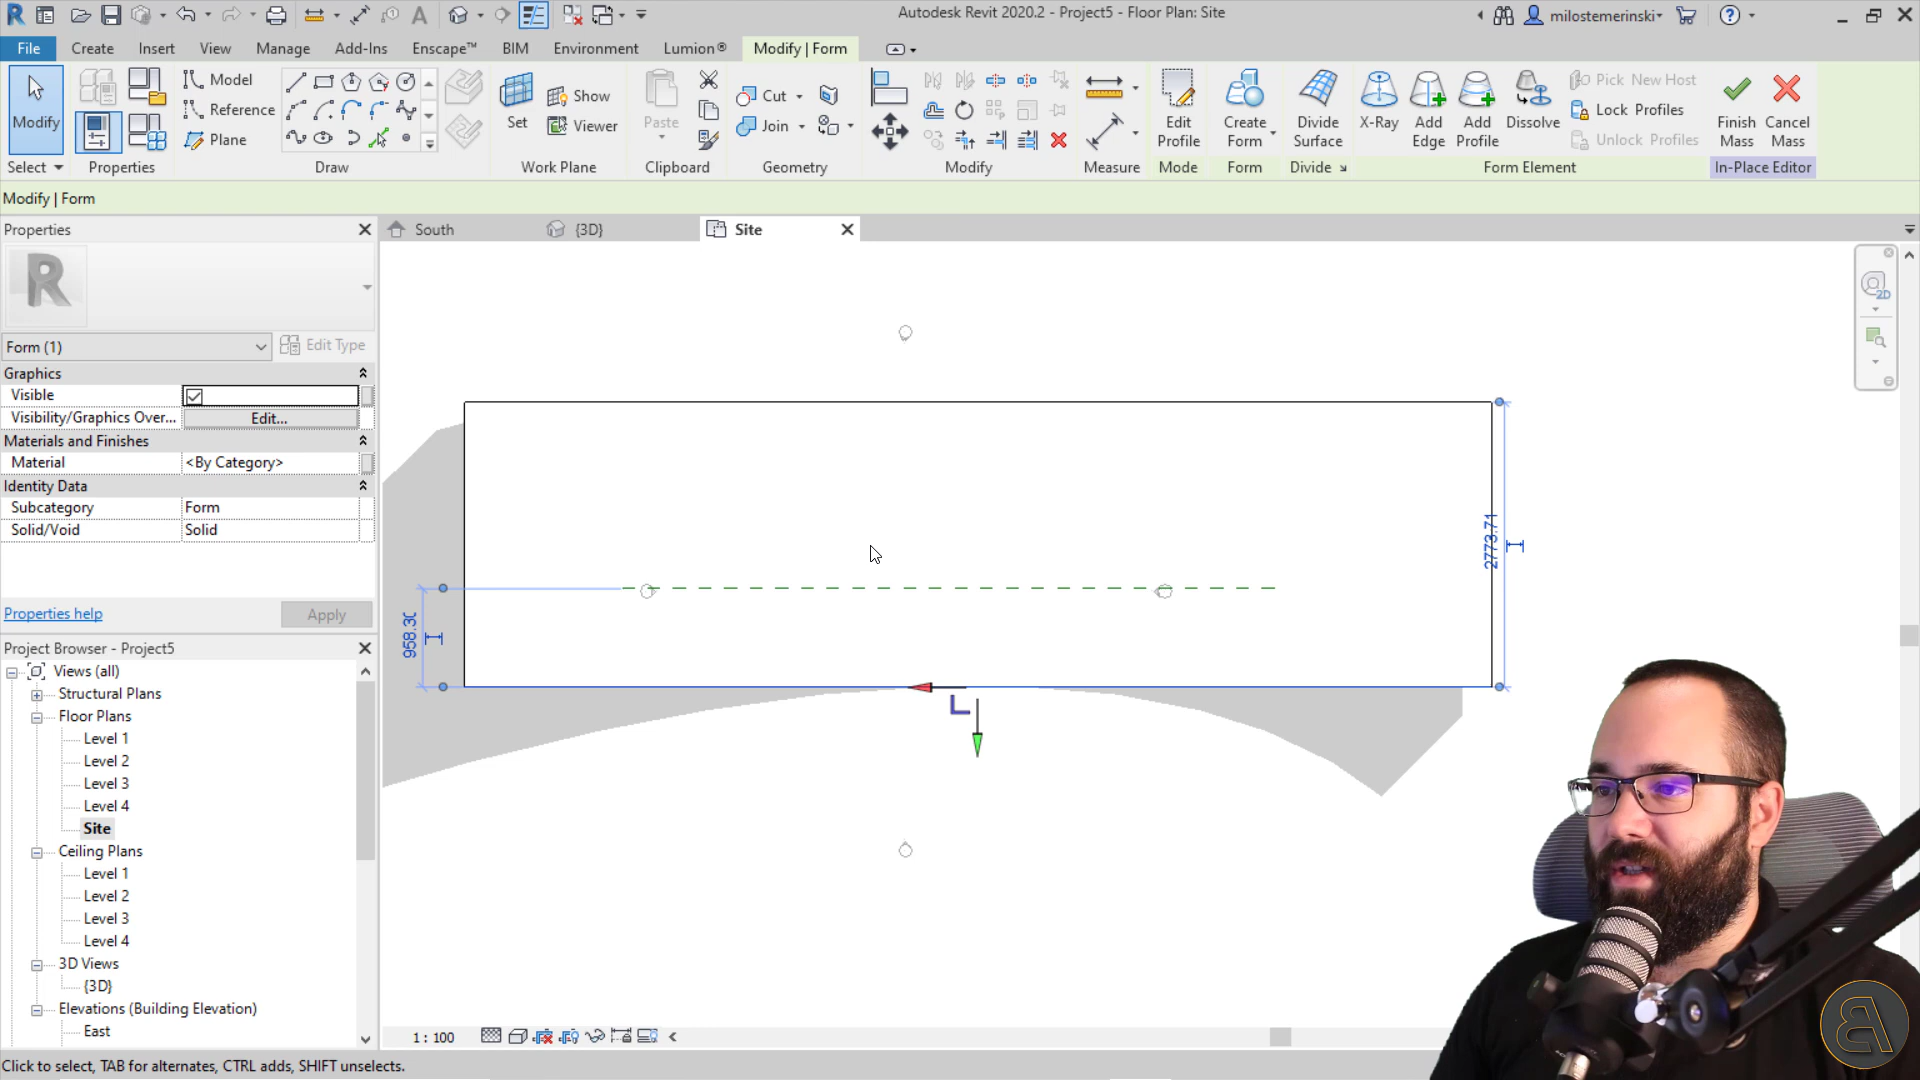 Autodesk Revit 2020.2 - Project5 - Floor Plan: Site
milostemerinski
File Create Insert View Manage Add-Ins Enscape™ BIM Environment Lumion® Modify | Form
Modify
Model
Reference
Plane
Set
Show
Viewer
Paste
Cut
Join
Edit Profile
Create Form
Divide Surface
X-Ray
Add Edge
Add Profile
Dissolve
Pick New Host
Lock Profiles
Unlock Profiles
Finish Mass
Cancel Mass
Select Properties Draw Work Plane Clipboard Geometry Modify Measure Mode Form Divide Form Element In-Place Editor
Modify | Form
Properties
South
{3D}
Site
Form (1)
Edit Type
Graphics
Visible
Visibility/Graphics Over... Edit...
Materials and Finishes
Material <By Category>
Identity Data
Subcategory Form
Solid/Void Solid
Properties help
Apply
Project Browser - Project5
Views (all)
Structural Plans
Floor Plans
Level 1
Level 2
Level 3
Level 4
Site
Ceiling Plans
Level 1
Level 2
Level 3
Level 4
3D Views
{3D}
Elevations (Building Elevation)
East
2773.71
2D
1 : 100
Click to select, TAB for alternates, CTRL adds, SHIFT unselects.